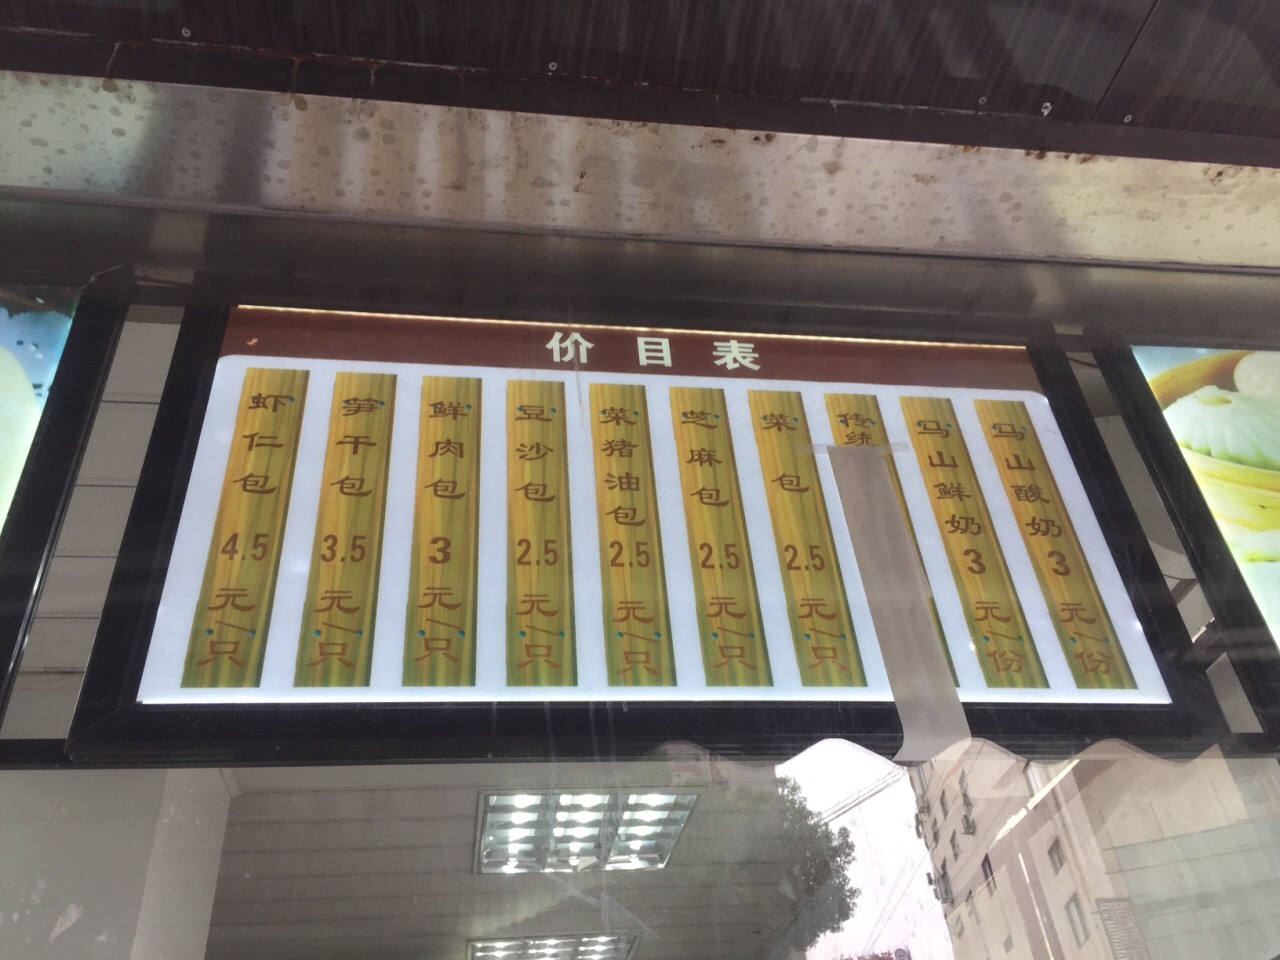 价目表
虾仁包4.5元/只
笋干包3.5元/只
鲜肉包3元/只
豆沙包2.5元/只
菜猪油包2.5元/只
芝麻包2.5元/只
菜包2.5元/只
传统
马山鲜奶3元/份
马山酸奶3元/份